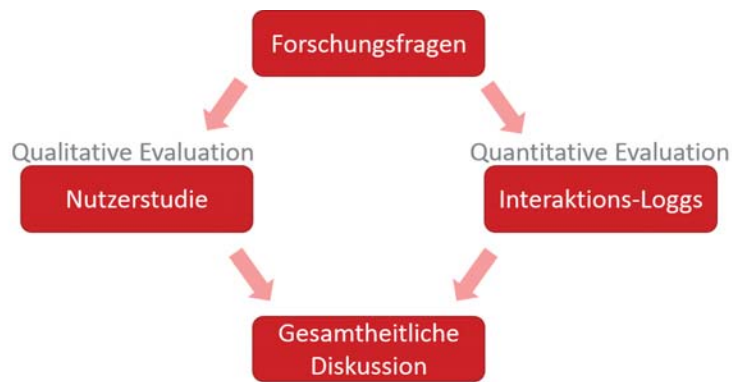 Forschungsfragen
Qualitative Evaluation
Nutzerstudie
Quantitative Evaluation
Interaktions-Loggs
Gesamtheitliche
Diskussion